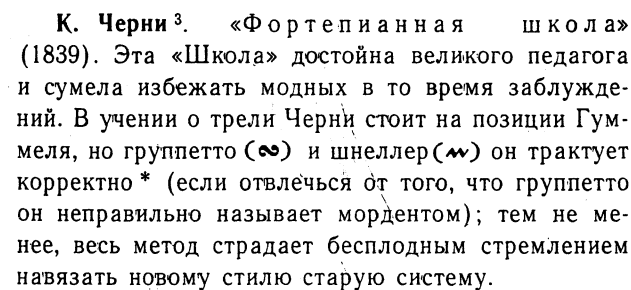 К. Черни ³. «Фортепианная школа»
(1839). Эта «Школа» достойна великого педагога
и сумела избежать модных в то время заблужде-
ний. В учении о трели Черни стоит на позиции Гум-
меля, но группетто (𝆗) и шнеллер (𝆝𝆝) он трактует
корректно * (если отвлечься от того, что группетто
он неправильно называет мордентом); тем не ме-
нее, весь метод страдает бесплодным стремлением
навязать новому стилю старую систему.